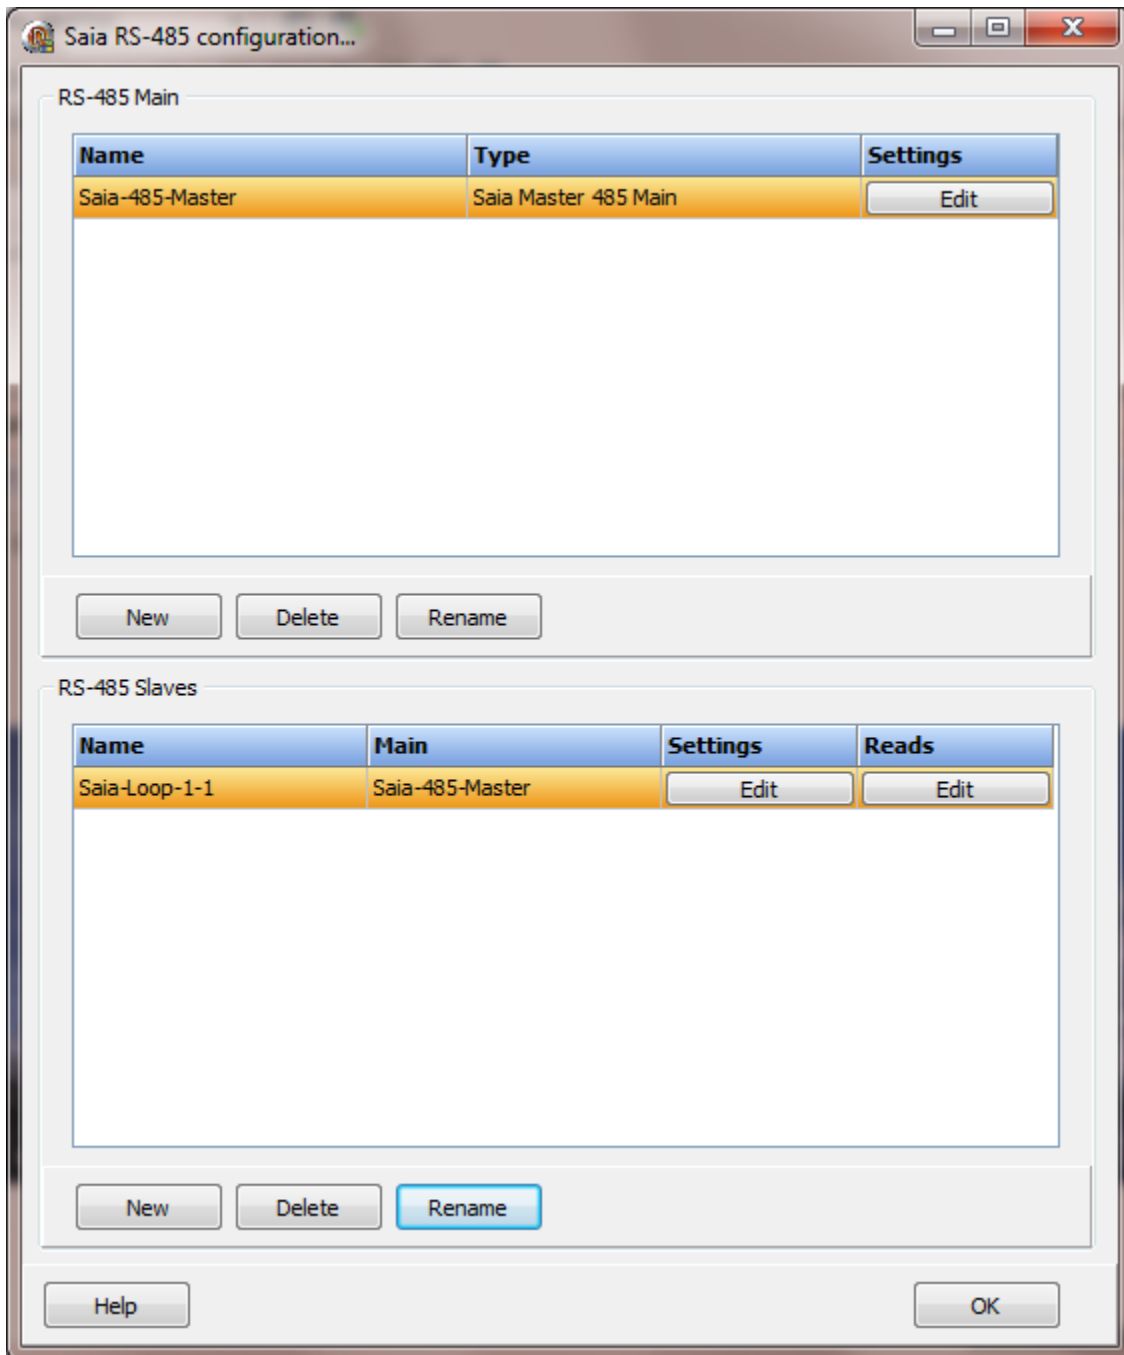 Saia RS-485 configuration...
RS-485 Main
Name Type Settings
Saia-485-Master Saia Master 485 Main Edit
New Delete Rename
RS-485 Slaves
Name Main Settings Reads
Saia-Loop-1-1 Saia-485-Master Edit Edit
New Delete Rename
Help OK